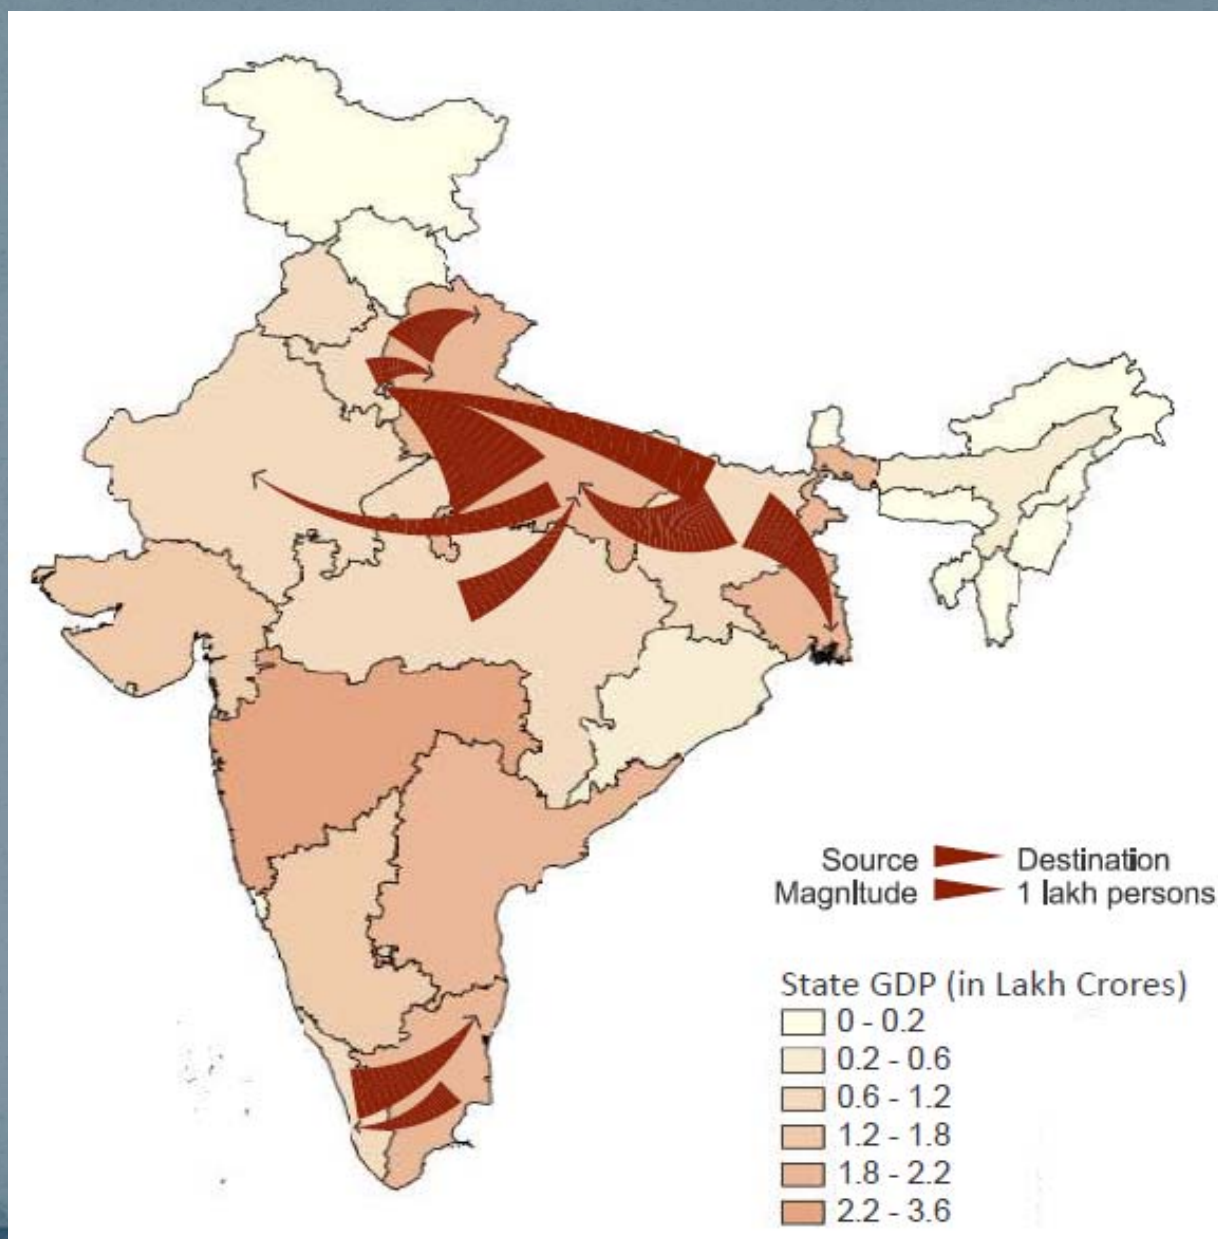 Source Destination
Magnitude 1 lakh persons
State GDP (in Lakh Crores)
0 - 0.2
0.2 - 0.6
0.6 - 1.2
1.2 - 1.8
1.8 - 2.2
2.2 - 3.6